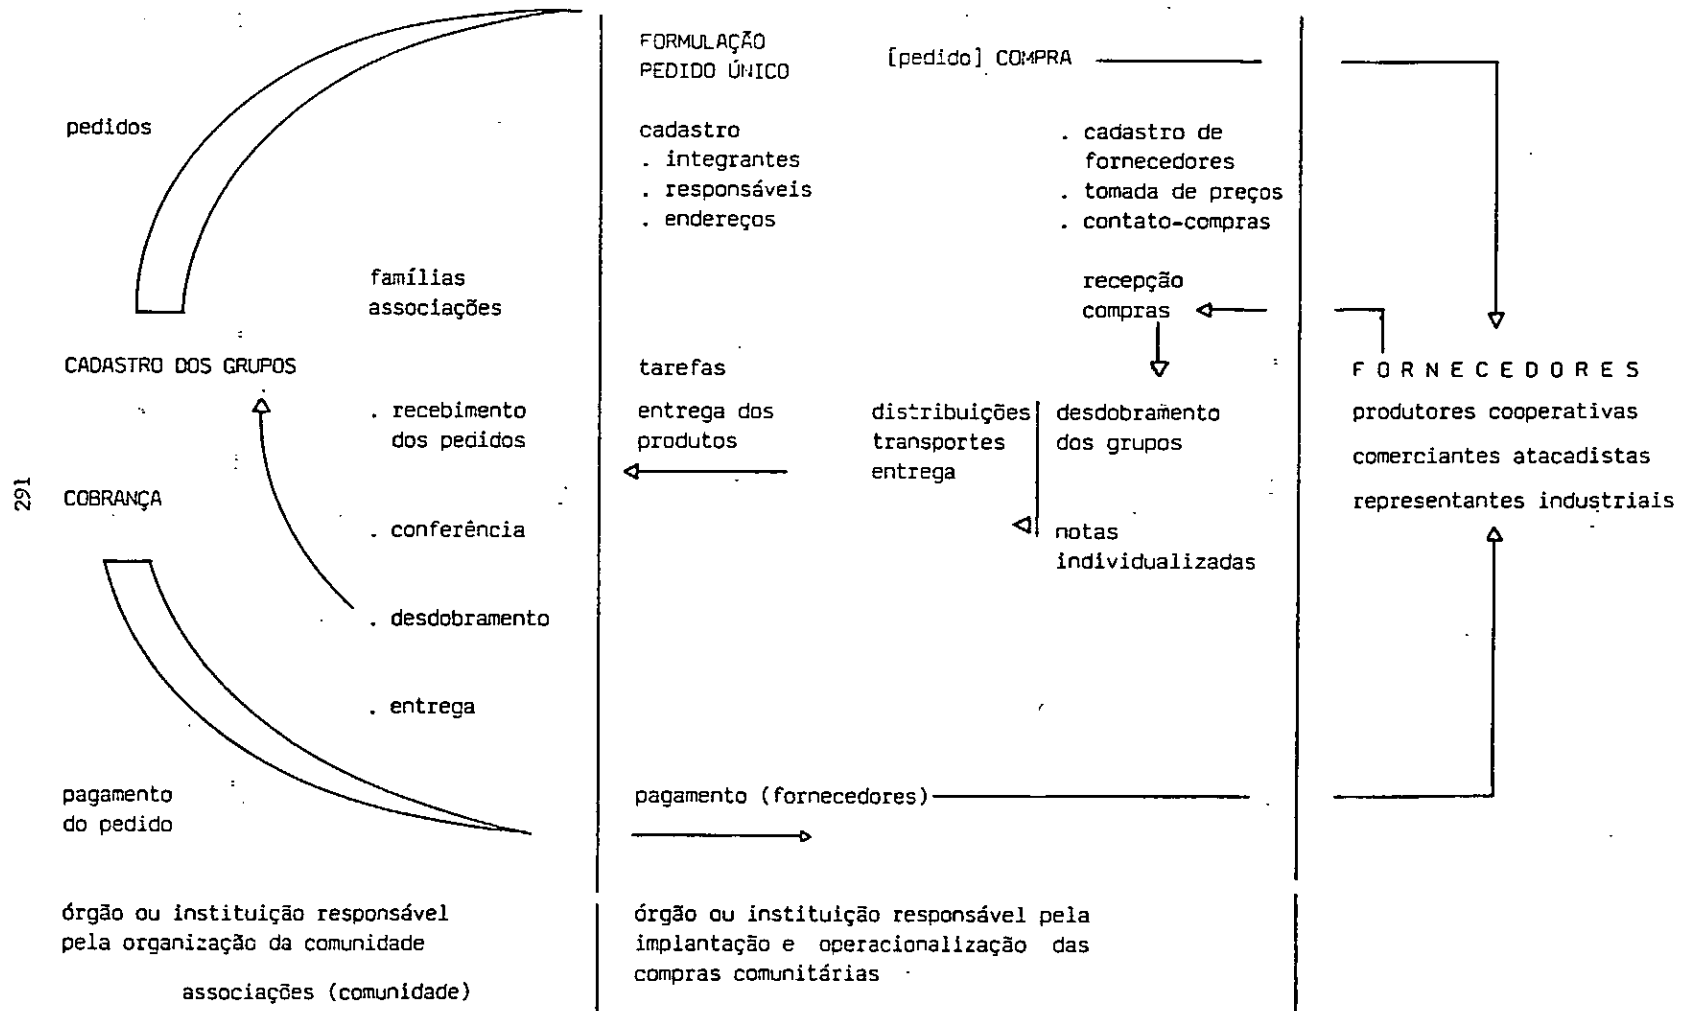 pedidos
famílias
associações
CADASTRO DOS GRUPOS
. recebimento
dos pedidos
COBRANÇA
. conferência
. desdobramento
. entrega
pagamento
do pedido
órgão ou instituição responsável
pela organização da comunidade
associações (comunidade)
FORMULAÇÃO
PEDIDO ÚNICO
[pedido] COMPRA
cadastro
. integrantes
. responsáveis
. endereços
. cadastro de
fornecedores
. tomada de preços
. contato-compras
recepção
compras
tarefas
entrega dos
produtos
distribuições
transportes
entrega
desdobramento
dos grupos
notas
individualizadas
pagamento (fornecedores)
órgão ou instituição responsável pela
implantação e operacionalização das
compras comunitárias
FORNECEDORES
produtores cooperativas
comerciantes atacadistas
representantes industriais
291